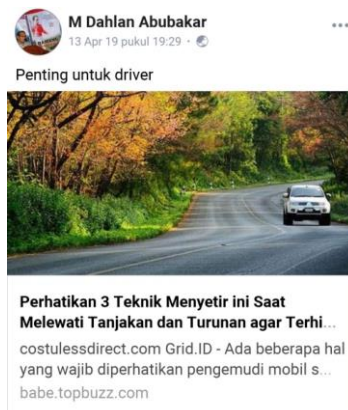 M Dahlan Abubakar
13 Apr 19 pukul 19:29 ·
Penting untuk driver
Perhatikan 3 Teknik Menyetir ini Saat
Melewati Tanjakan dan Turunan agar Terhi...
costulessdirect.com Grid.ID - Ada beberapa hal
yang wajib diperhatikan pengemudi mobil s...
babe.topbuzz.com